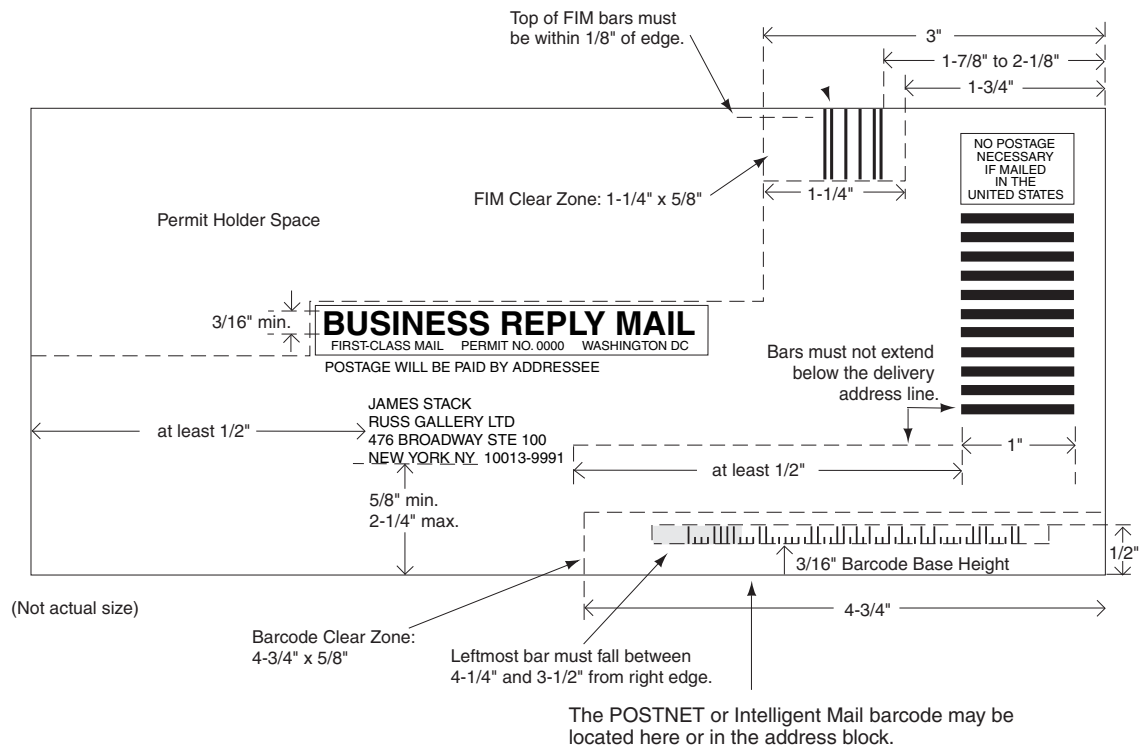 Top of FIM bars must
be within 1/8" of edge.
3"
1-7/8" to 2-1/8"
1-3/4"
NO POSTAGE
NECESSARY
IF MAILED
IN THE
UNITED STATES
FIM Clear Zone: 1-1/4" x 5/8"
1-1/4"
Permit Holder Space
3/16" min.
BUSINESS REPLY MAIL
FIRST-CLASS MAIL PERMIT NO. 0000 WASHINGTON DC
POSTAGE WILL BE PAID BY ADDRESSEE
Bars must not extend
below the delivery
address line.
JAMES STACK
RUSS GALLERY LTD
476 BROADWAY STE 100
NEW YORK NY 10013-9991
at least 1/2"
at least 1/2"
1"
5/8" min.
2-1/4" max.
3/16" Barcode Base Height
1/2"
(Not actual size)
4-3/4"
Barcode Clear Zone:
4-3/4" x 5/8"
Leftmost bar must fall between
4-1/4" and 3-1/2" from right edge.
The POSTNET or Intelligent Mail barcode may be
located here or in the address block.